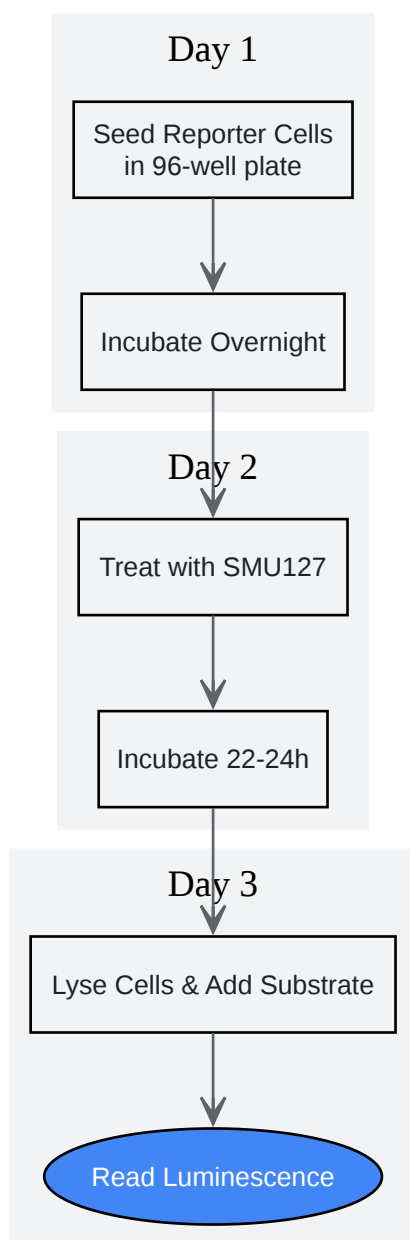 Day 1
Seed Reporter Cells
in 96-well plate
Incubate Overnight
Day 2
Treat with SMU127
Incubate 22-24h
Day 3
Lyse Cells & Add Substrate
Read Luminescence